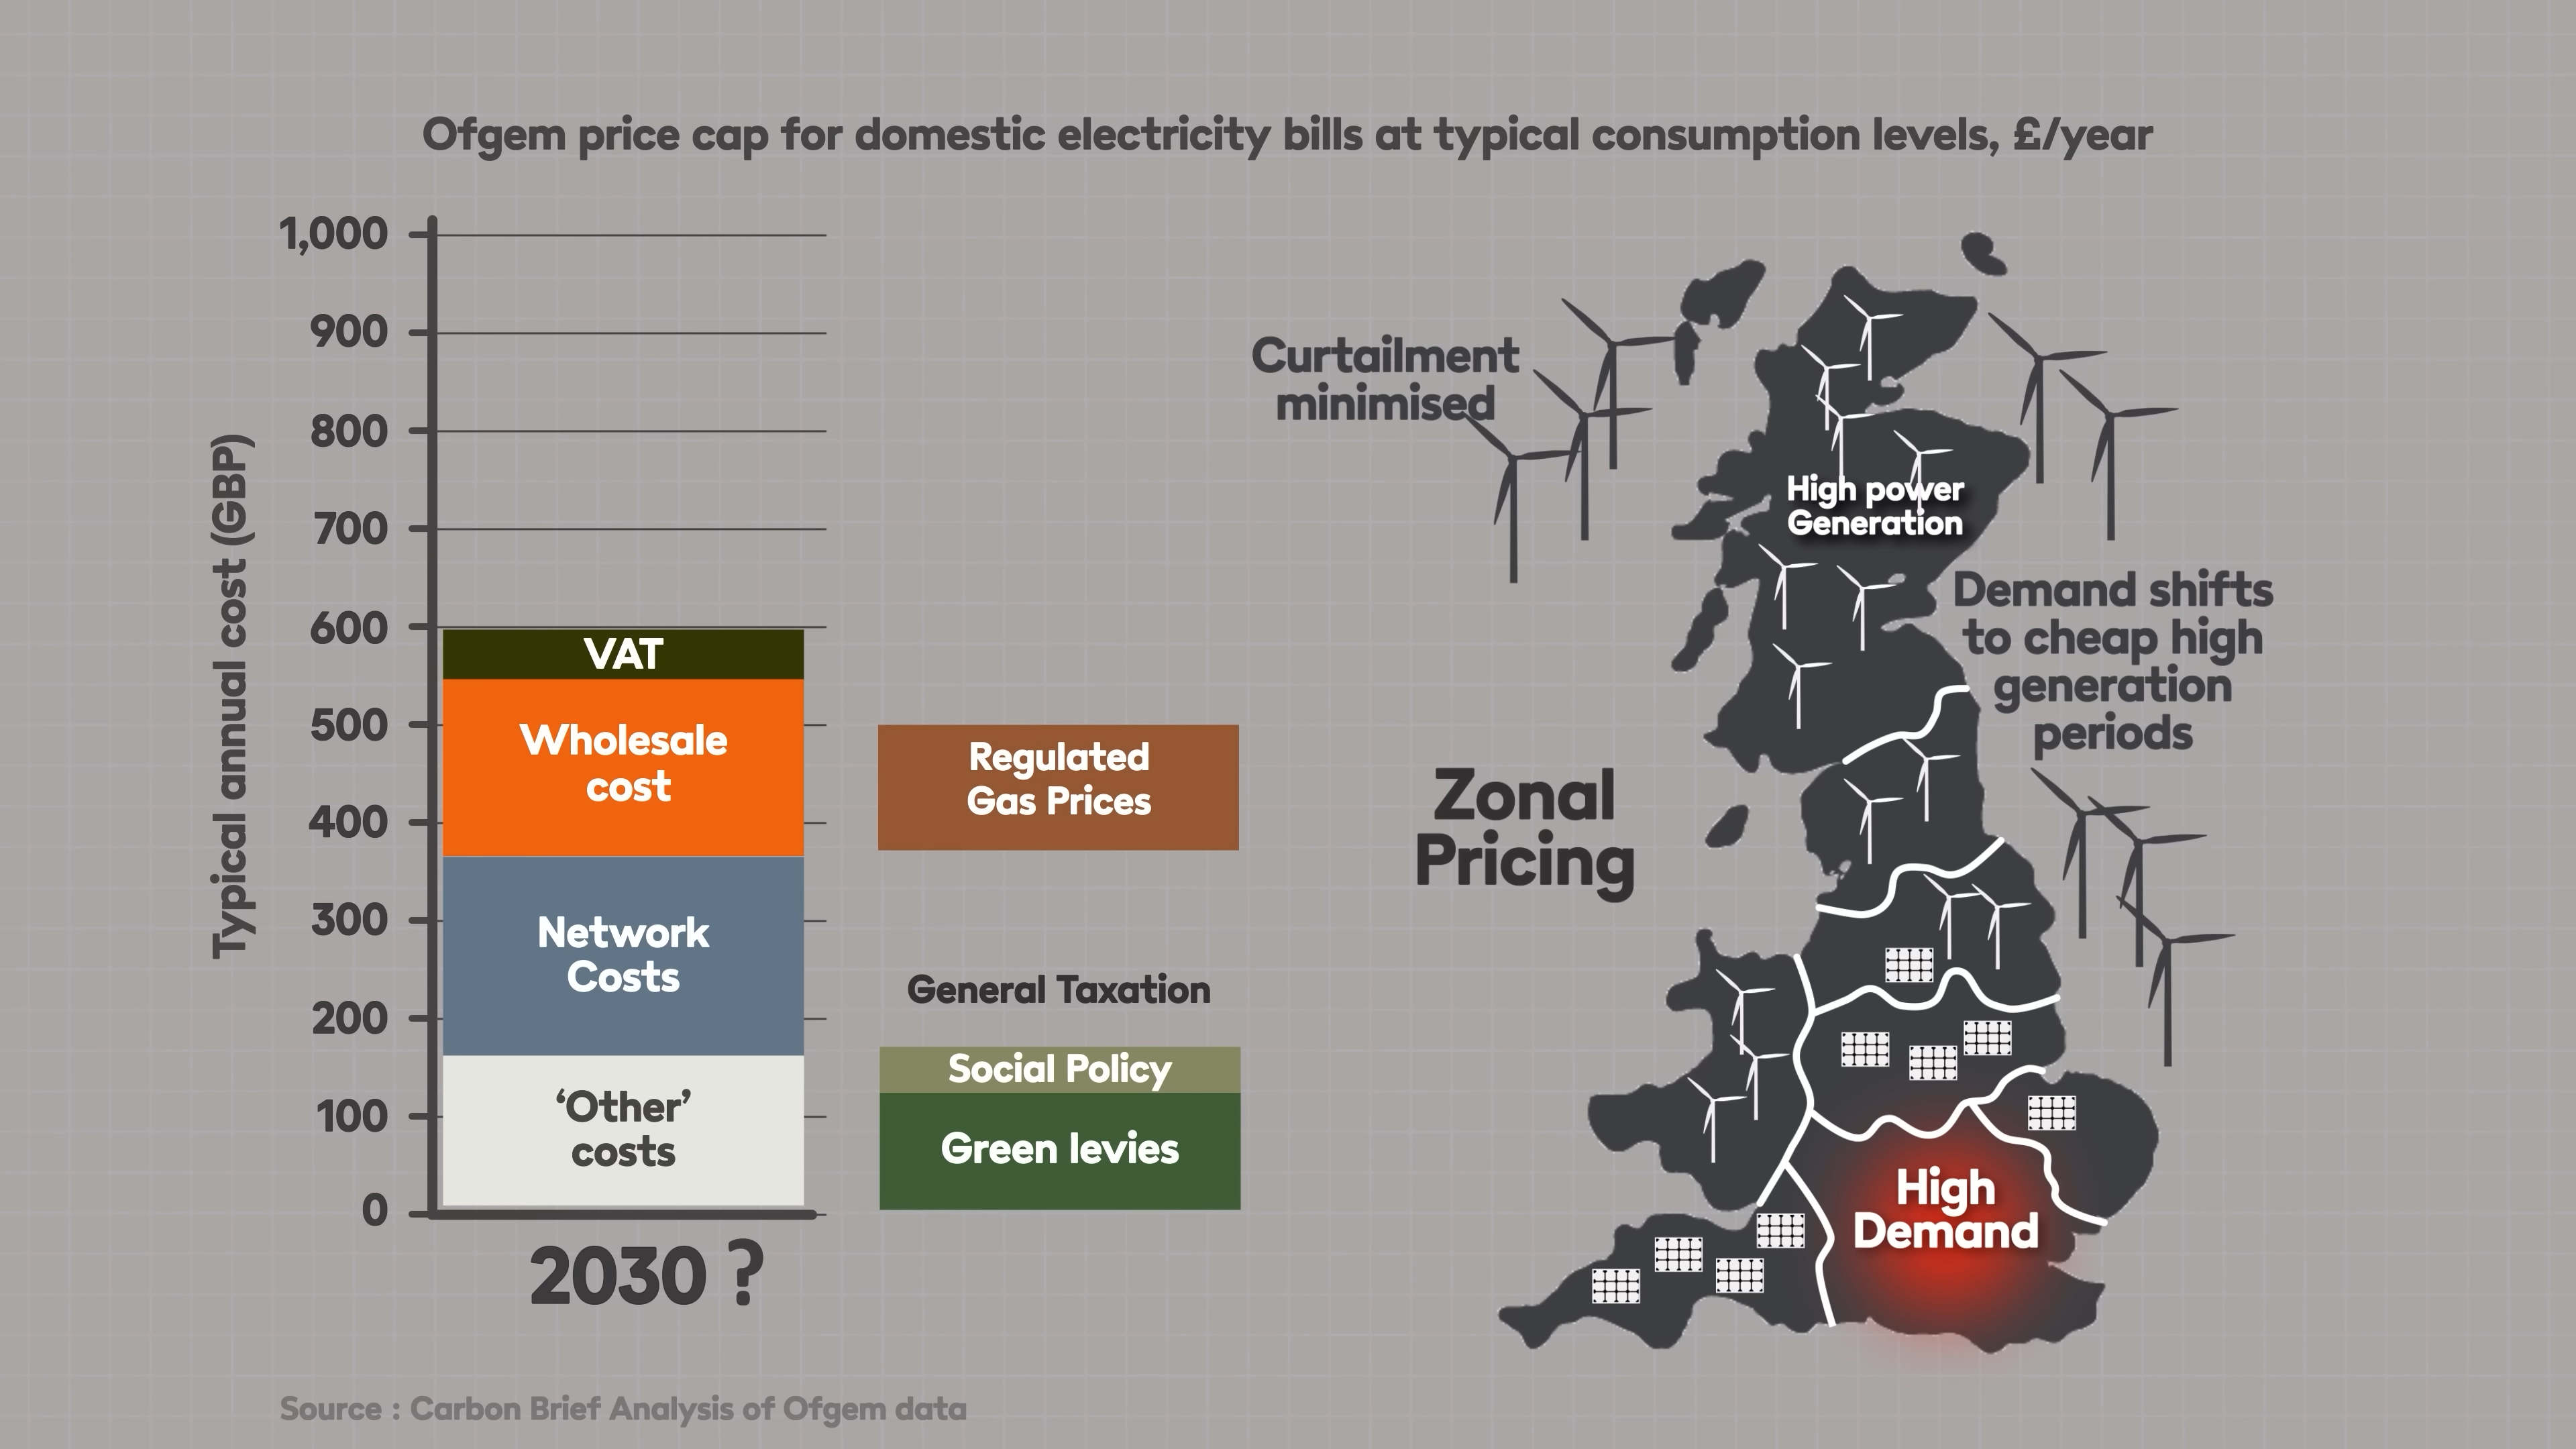 Ofgem price cap for domestic electricity bills at typical consumption levels, £/year
Typical annual cost (GBP)
1,000
900
800
700
600
500
400
300
200
100
0
VAT
Wholesale
cost
Network
Costs
‘Other’
costs
2030 ?
Regulated
Gas Prices
General Taxation
Social Policy
Green levies
Curtailment
minimised
High power
Generation
Demand shifts
to cheap high
generation
periods
Zonal
Pricing
High
Demand
Source : Carbon Brief Analysis of Ofgem data